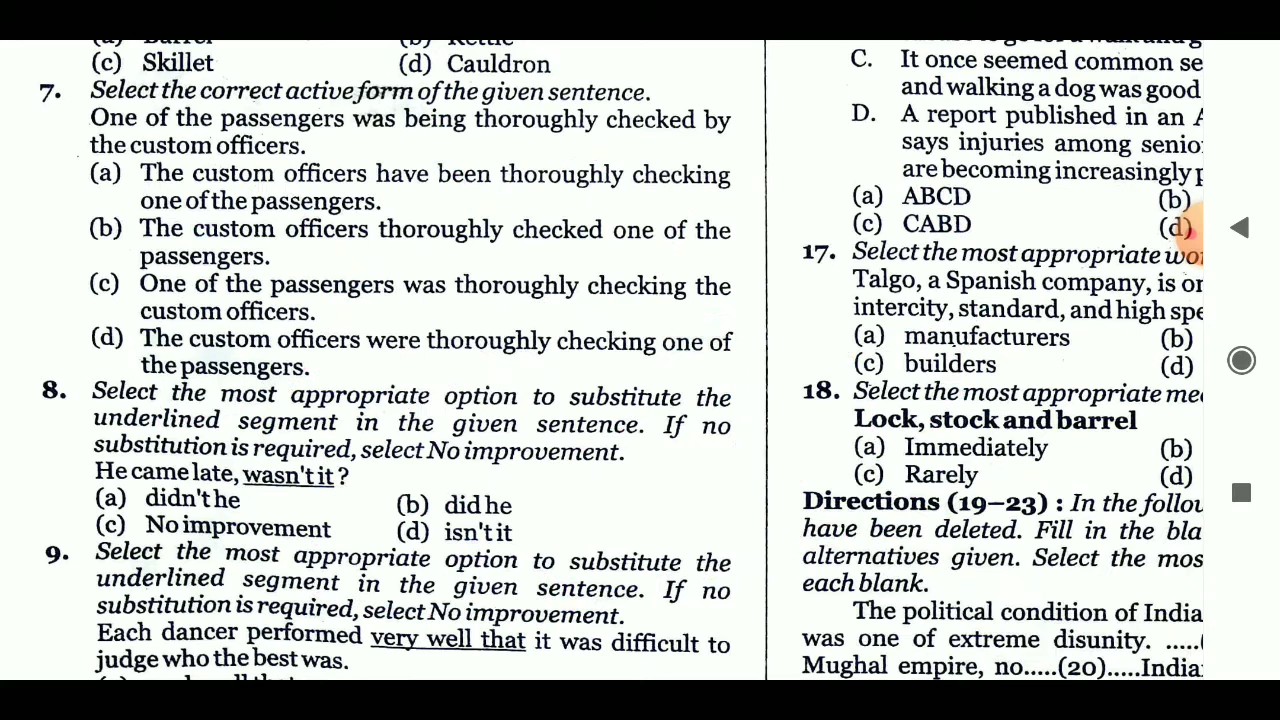 (c) Skillet (d) Cauldron
7. Select the correct active form of the given sentence.
One of the passengers was being thoroughly checked by
the custom officers.
(a) The custom officers have been thoroughly checking
one of the passengers.
(b) The custom officers thoroughly checked one of the
passengers.
(c) One of the passengers was thoroughly checking the
custom officers.
(d) The custom officers were thoroughly checking one of
the passengers.
8. Select the most appropriate option to substitute the
underlined segment in the given sentence. If no
substitution is required, select No improvement.
He came late, wasn't it ?
(a) didn't he (b) did he
(c) No improvement (d) isn't it
9. Select the most appropriate option to substitute the
underlined segment in the given sentence. If no
substitution is required, select No improvement.
Each dancer performed very well that it was difficult to
judge who the best was.
C. It once seemed common se
and walking a dog was good
D. A report published in an A
says injuries among senio
are becoming increasingly p
(a) ABCD (b)
(c) CABD (d)
17. Select the most appropriate wor
Talgo, a Spanish company, is on
intercity, standard, and high spe
(a) manufacturers (b)
(c) builders (d)
18. Select the most appropriate mea
Lock, stock and barrel
(a) Immediately (b)
(c) Rarely (d)
Directions (19–23) : In the follow
have been deleted. Fill in the bla
alternatives given. Select the mos
each blank.
The political condition of India
was one of extreme disunity. .....(
Mughal empire, no.....(20).....India